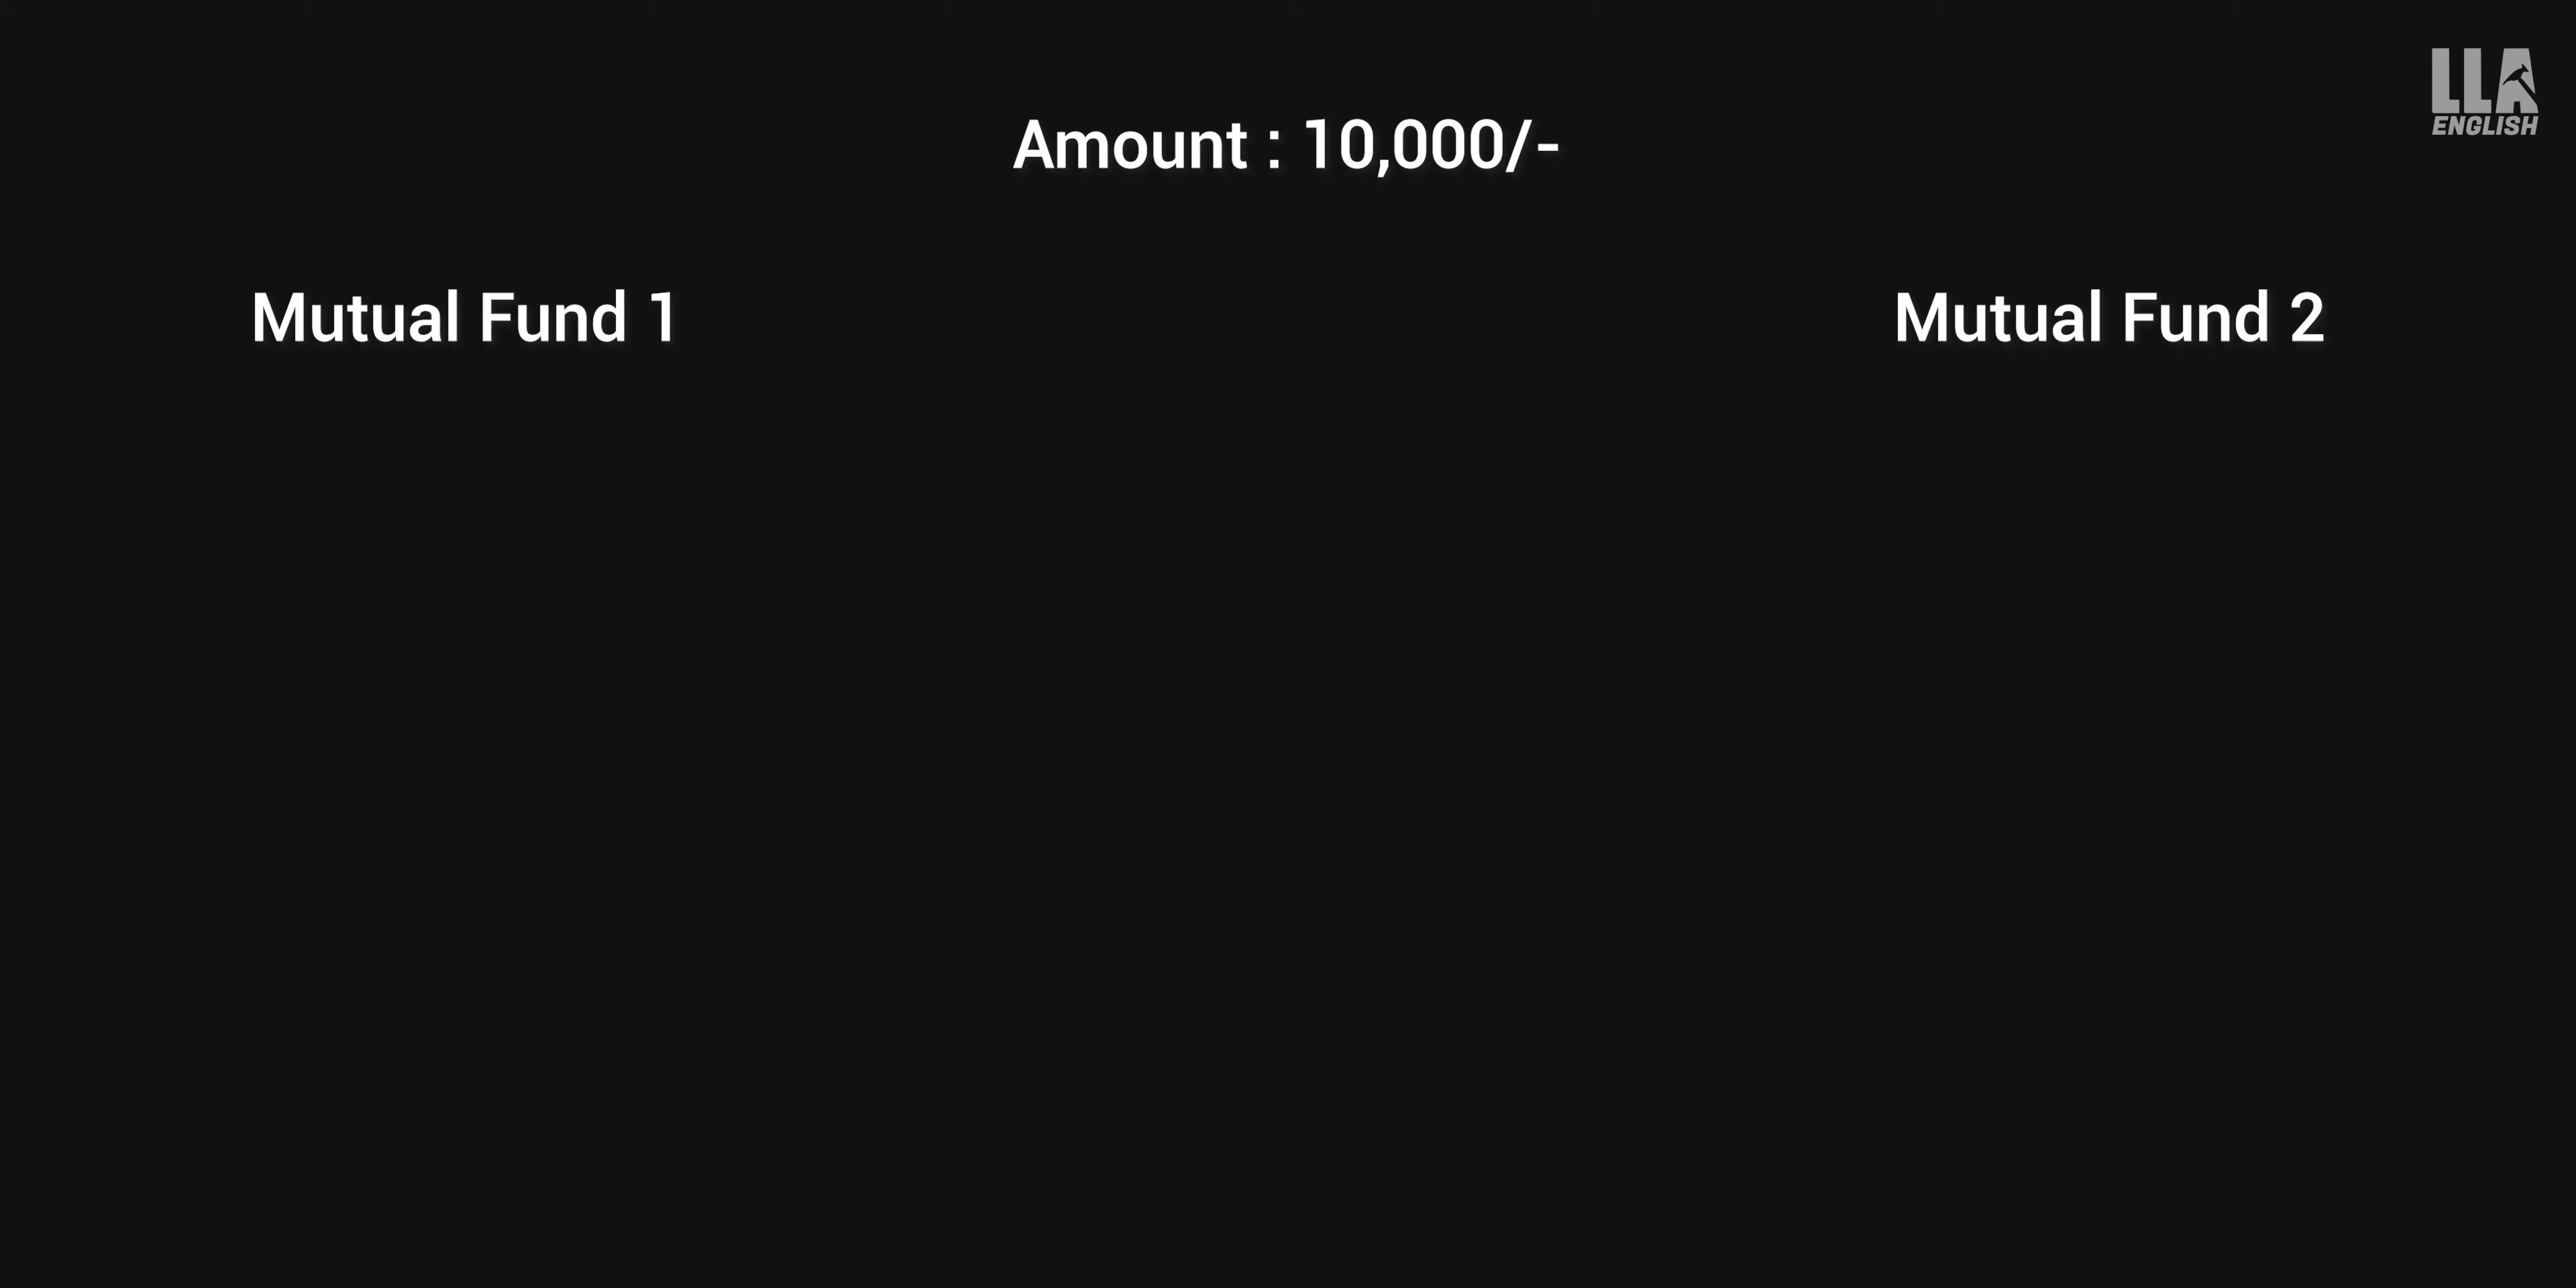 LLA
ENGLISH
Amount : 10,000/-
Mutual Fund 1
Mutual Fund 2